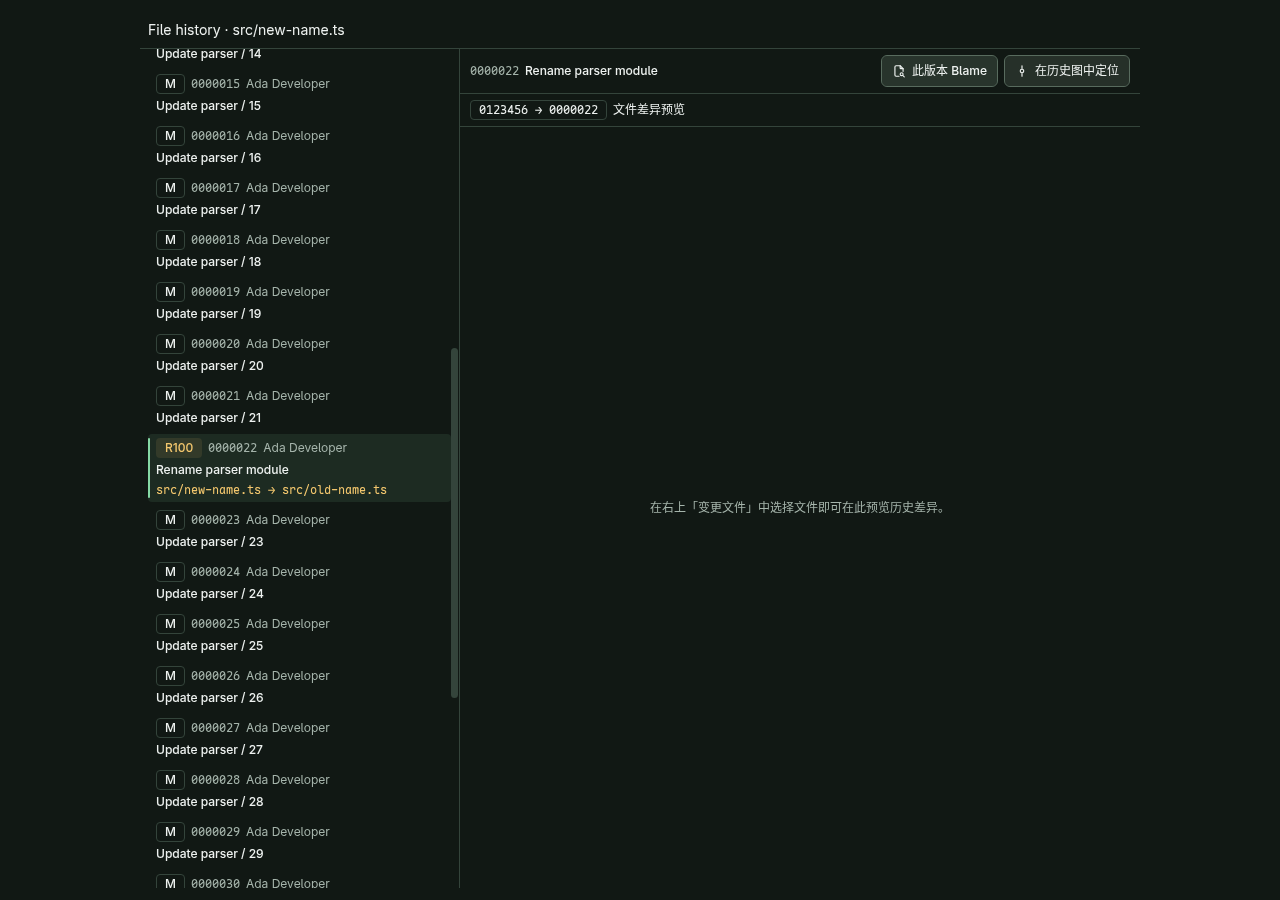 File history · src/new-name.ts
Update parser / 14
M 0000015 Ada Developer
Update parser / 15
M 0000016 Ada Developer
Update parser / 16
M 0000017 Ada Developer
Update parser / 17
M 0000018 Ada Developer
Update parser / 18
M 0000019 Ada Developer
Update parser / 19
M 0000020 Ada Developer
Update parser / 20
M 0000021 Ada Developer
Update parser / 21
R100 0000022 Ada Developer
Rename parser module
src/new-name.ts → src/old-name.ts
M 0000023 Ada Developer
Update parser / 23
M 0000024 Ada Developer
Update parser / 24
M 0000025 Ada Developer
Update parser / 25
M 0000026 Ada Developer
Update parser / 26
M 0000027 Ada Developer
Update parser / 27
M 0000028 Ada Developer
Update parser / 28
M 0000029 Ada Developer
Update parser / 29
M 0000030 Ada Developer
0000022 Rename parser module
此版本 Blame
在历史图中定位
0123456 → 0000022 文件差异预览
在右上「变更文件」中选择文件即可在此预览历史差异。